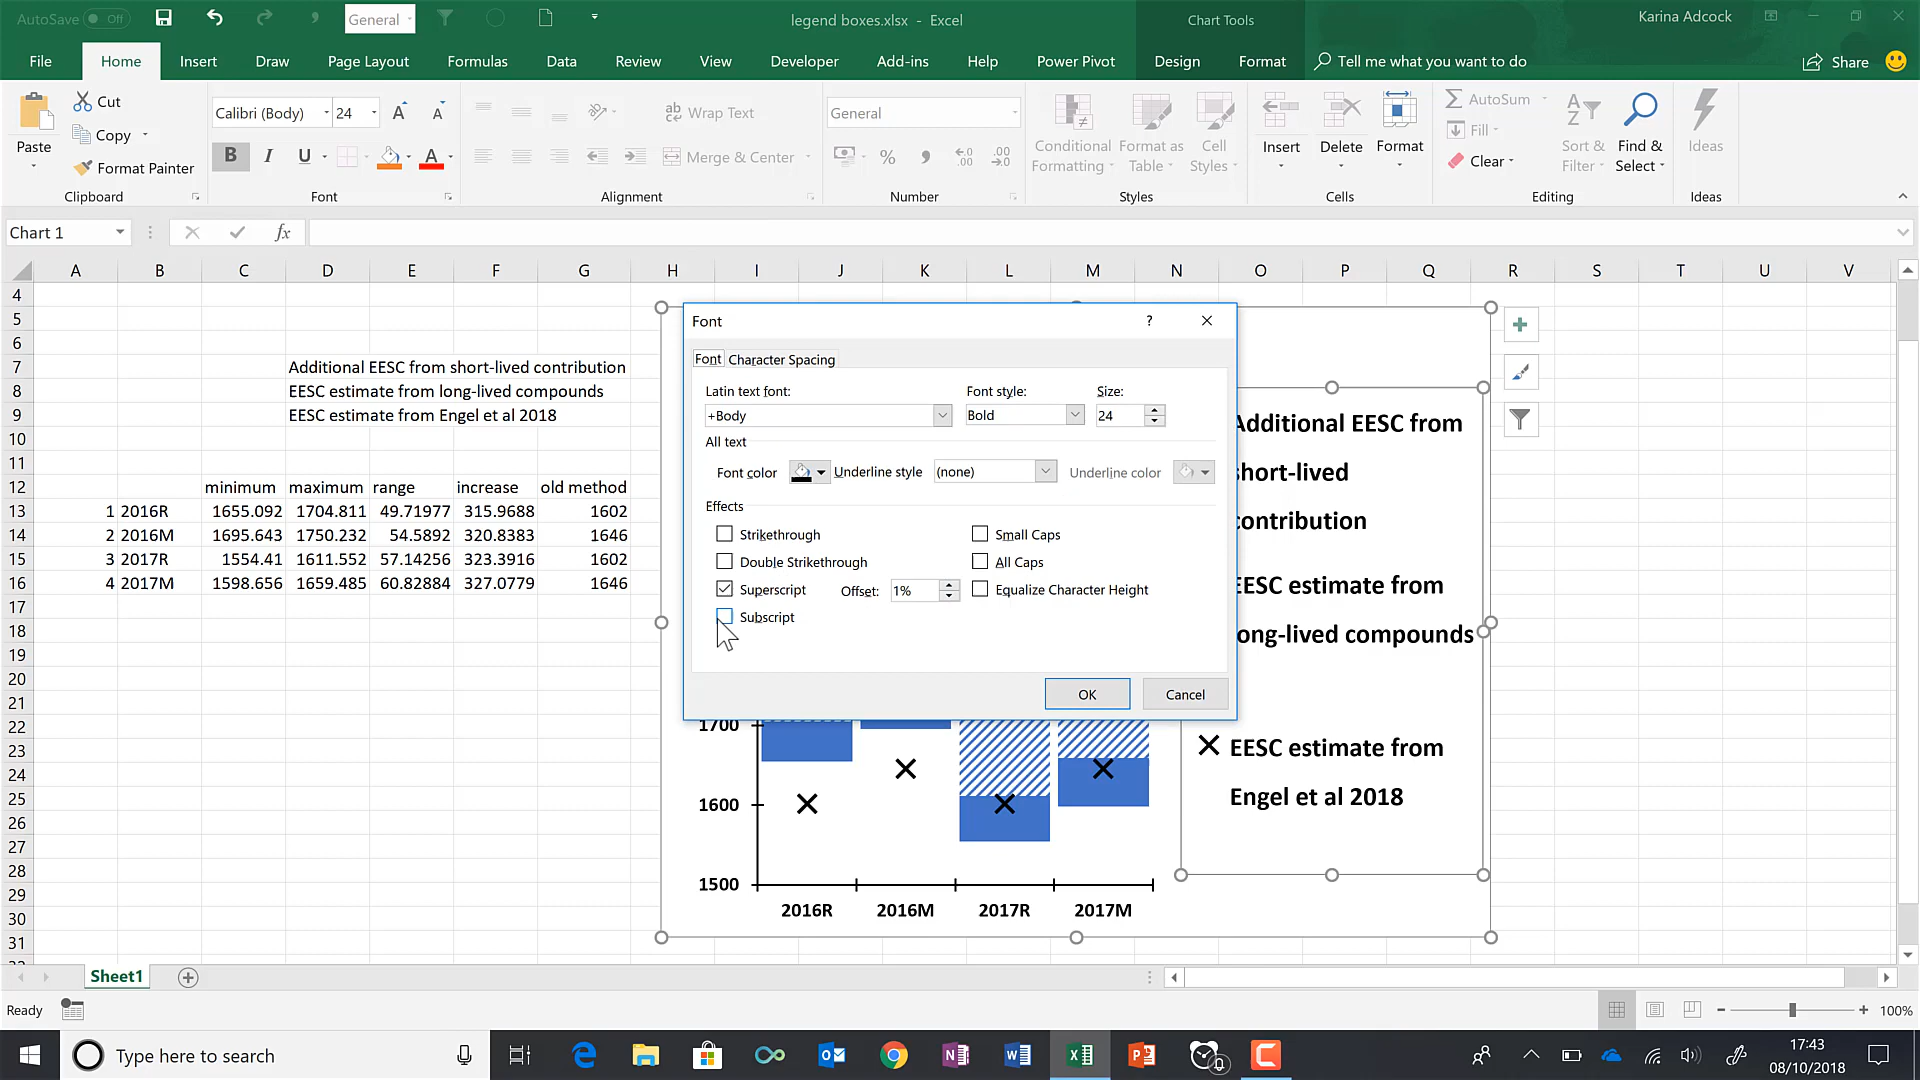 AutoSave Off
General
legend boxes.xlsx - Excel
Chart Tools
Karina Adcock
File Home Insert Draw Page Layout Formulas Data Review View Developer Add-ins Help Power Pivot Design Format Tell me what you want to do Share
Paste
Cut
Copy
Format Painter
Clipboard
Calibri (Body) 24
B I U
Font
Wrap Text
Merge & Center
Alignment
General
Number
Conditional Formatting
Format as Table
Cell Styles
Styles
Insert
Delete
Format
Cells
AutoSum
Fill
Clear
Sort & Filter
Find & Select
Editing
Ideas
Ideas
Chart 1
fx
A B C D E F G H I J K L M N O P Q R S T U V
4
5
6
7 Additional EESC from short-lived contribution
8 EESC estimate from long-lived compounds
9 EESC estimate from Engel et al 2018
10
11
12 minimum maximum range increase old method
13 1 2016R 1655.092 1704.811 49.71977 315.9688 1602
14 2 2016M 1695.643 1750.232 54.5892 320.8383 1646
15 3 2017R 1554.41 1611.552 57.14256 323.3916 1602
16 4 2017M 1598.656 1659.485 60.82884 327.0779 1646
17
18
19
20
21
22
23
24
25
26
27
28
29
30
31
Font
?
Font Character Spacing
Latin text font: Font style: Size:
+Body Bold 24
All text
Font color Underline style (none) Underline color
Effects
Strikethrough Small Caps
Double Strikethrough All Caps
Superscript Offset: 1% Equalize Character Height
Subscript
OK Cancel
Additional EESC from
short-lived
contribution
EESC estimate from
long-lived compounds
EESC estimate from
Engel et al 2018
1700
1600
1500
2016R 2016M 2017R 2017M
Sheet1
Ready
100%
Type here to search
17:43
08/10/2018